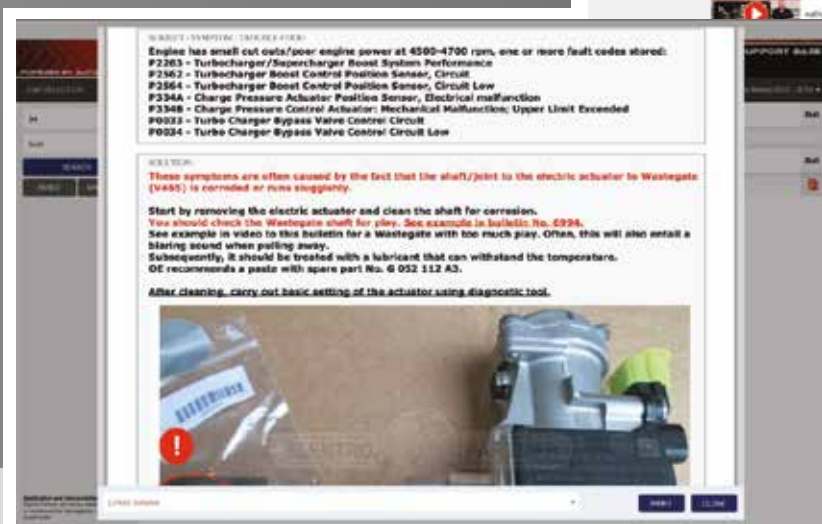 SUBJECT - SYMPTOM / TROUBLE CODE:
Engine has small cut outs/poor engine power at 4500-4700 rpm, one or more fault codes stored:
P2263 - Turbocharger/Supercharger Boost System Performance
P2562 - Turbocharger Boost Control Position Sensor, Circuit
P2564 - Turbocharger Boost Control Position Sensor, Circuit Low
P334A - Charge Pressure Actuator Position Sensor, Electrical malfunction
P334B - Charge Pressure Control Actuator: Mechanical Malfunction; Upper Limit Exceeded
P0033 - Turbo Charger Bypass Valve Control Circuit
P0034 - Turbo Charger Bypass Valve Control Circuit Low
SOLUTION:
These symptoms are often caused by the fact that the shaft/joint to the electric actuator to Wastegate
(V465) is corroded or runs sluggishly.
Start by removing the electric actuator and clean the shaft for corrosion.
You should check the Wastegate shaft for play. See example in bulletin No. 6994.
See example in video to this bulletin for a Wastegate with too much play. Often, this will also entail a
blaring sound when pulling away.
Subsequently, it should be treated with a lubricant that can withstand the temperature.
OE recommends a paste with spare part No. G 052 112 A3.
After cleaning, carry out basic setting of the actuator using diagnostic tool.
SUPPORT
SEARCH
PRINT
CLOSE